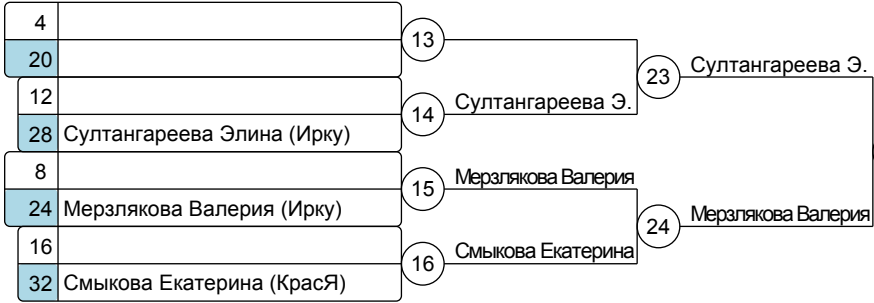 4
13
20
23 Султангареева Э.
12
14 Султангареева Э.
28 Султангареева Элина (Ирку)
8
15 Мерзлякова Валерия
24 Мерзлякова Валерия (Ирку)
24 Мерзлякова Валерия
16
16 Смыкова Екатерина
32 Смыкова Екатерина (КрасЯ)